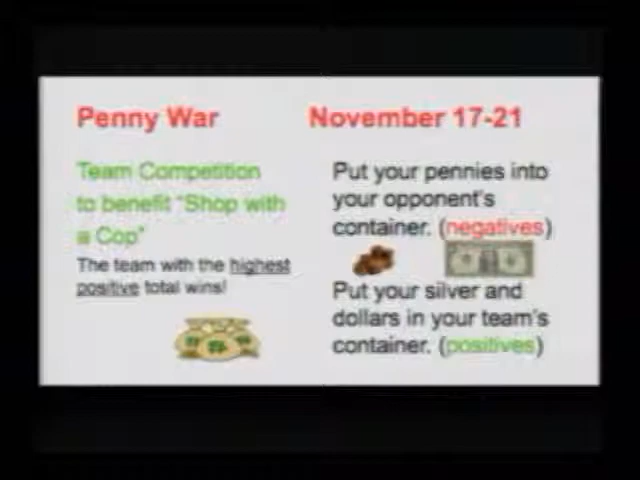 Penny War
November 17-21
Team Competition
to benefit "Shop with
a Cop"
The team with the highest
positive total wins!
Put your pennies into
your opponent's
container. (negatives)
Put your silver and
dollars in your team's
container. (positives)